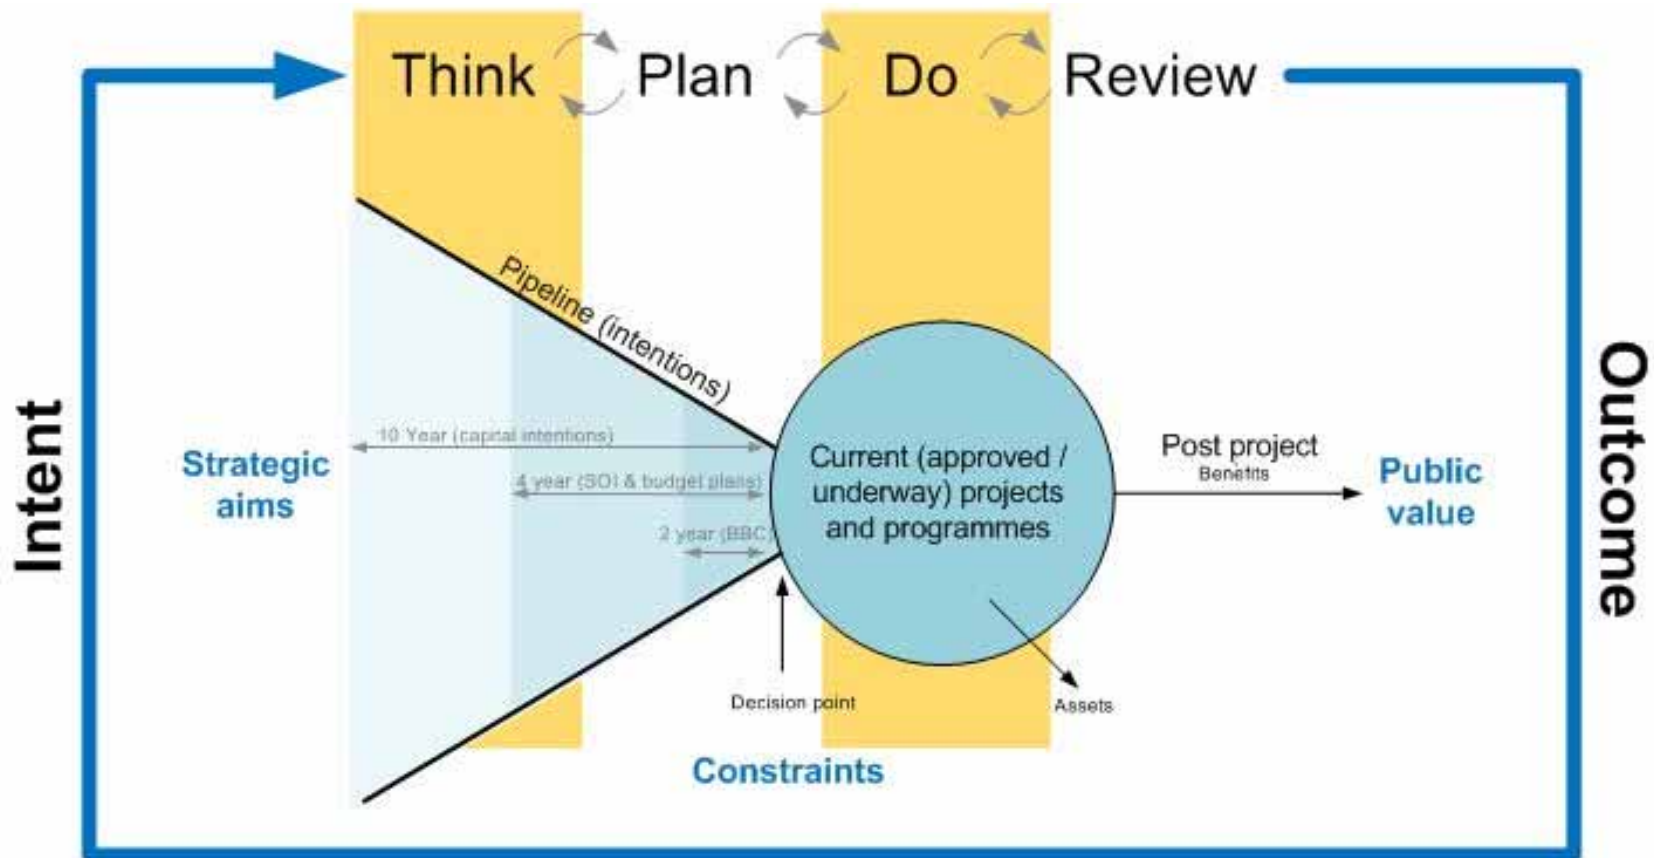 Think Plan Do Review
Pipeline (intentions)
10 Year (capital intentions)
4 year (SOI & budget plans)
2 year (BBC)
Intent
Strategic
aims
Current (approved /
underway) projects
and programmes
Post project
Benefits
Public
value
Outcome
Decision point
Assets
Constraints